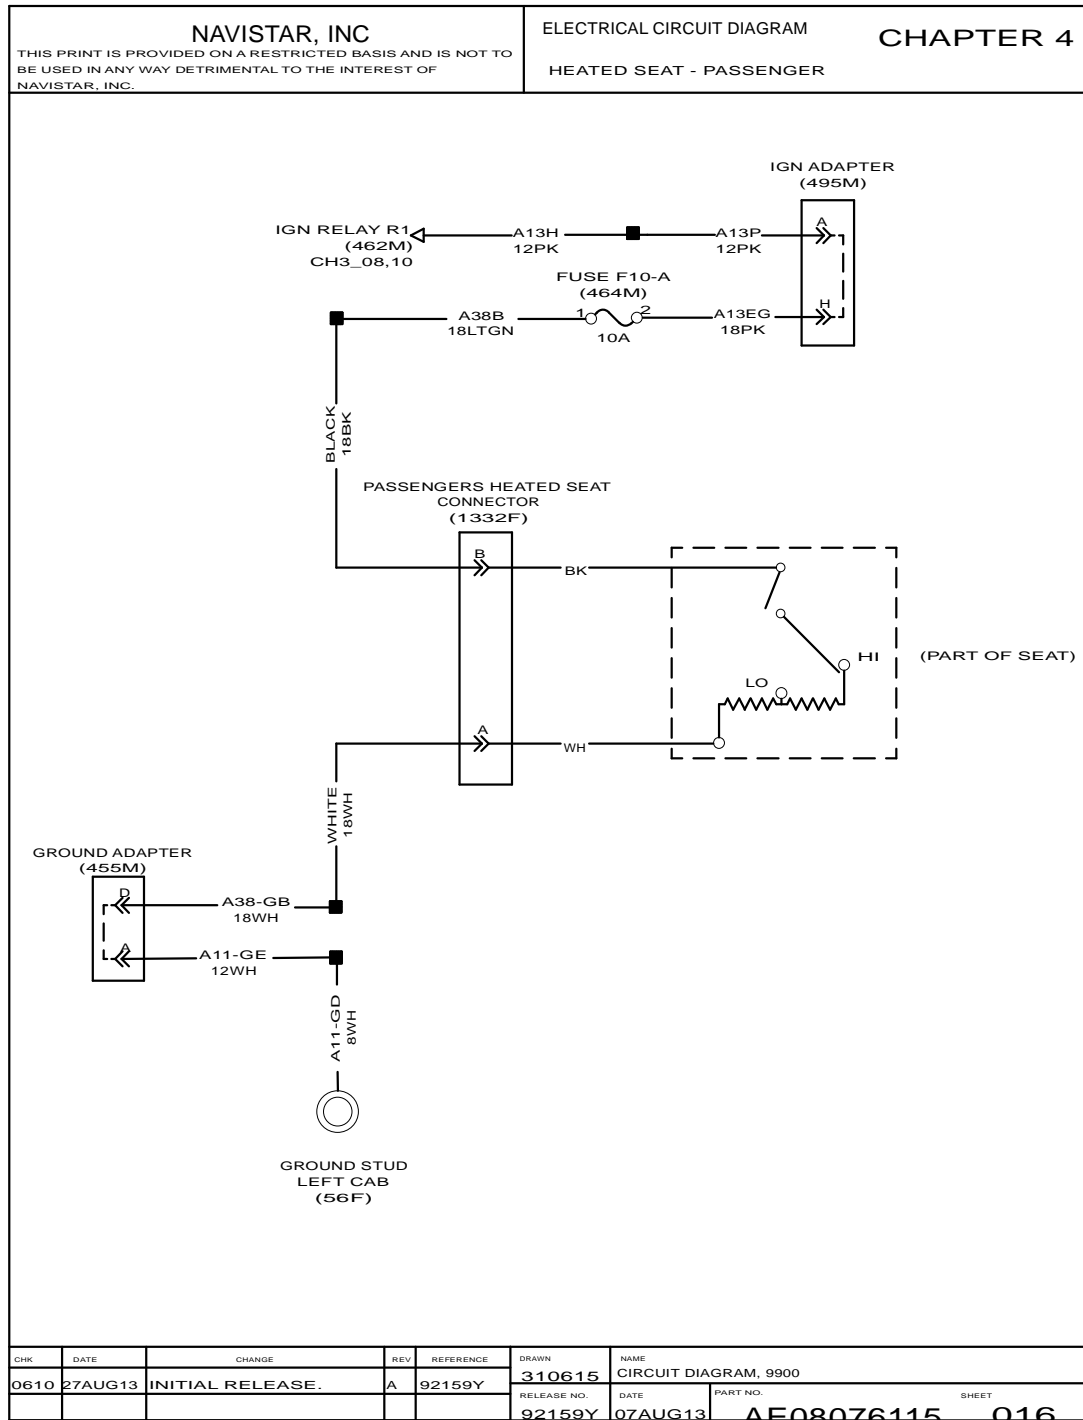 NAVISTAR, INC
THIS PRINT IS PROVIDED ON A RESTRICTED BASIS AND IS NOT TO
BE USED IN ANY WAY DETRIMENTAL TO THE INTEREST OF
NAVISTAR, INC.
ELECTRICAL CIRCUIT DIAGRAM
HEATED SEAT - PASSENGER
CHAPTER 4
IGN ADAPTER
(495M)
A
H
IGN RELAY R1
(462M)
CH3_08,10
A13H
12PK
A13P
12PK
FUSE F10-A
(464M)
1
2
10A
A38B
18LTGN
A13EG
18PK
BLACK
18BK
PASSENGERS HEATED SEAT
CONNECTOR
(1332F)
B
BK
HI
(PART OF SEAT)
LO
A
WH
WHITE
18WH
GROUND ADAPTER
(455M)
D
A38-GB
18WH
A
A11-GE
12WH
A11-GD
8WH
GROUND STUD
LEFT CAB
(56F)
CHK DATE CHANGE REV REFERENCE
0610 27AUG13 INITIAL RELEASE. A 92159Y
DRAWN
310615
NAME
CIRCUIT DIAGRAM, 9900
RELEASE NO.
92159Y
DATE
07AUG13
PART NO.
AE08076115
SHEET
016